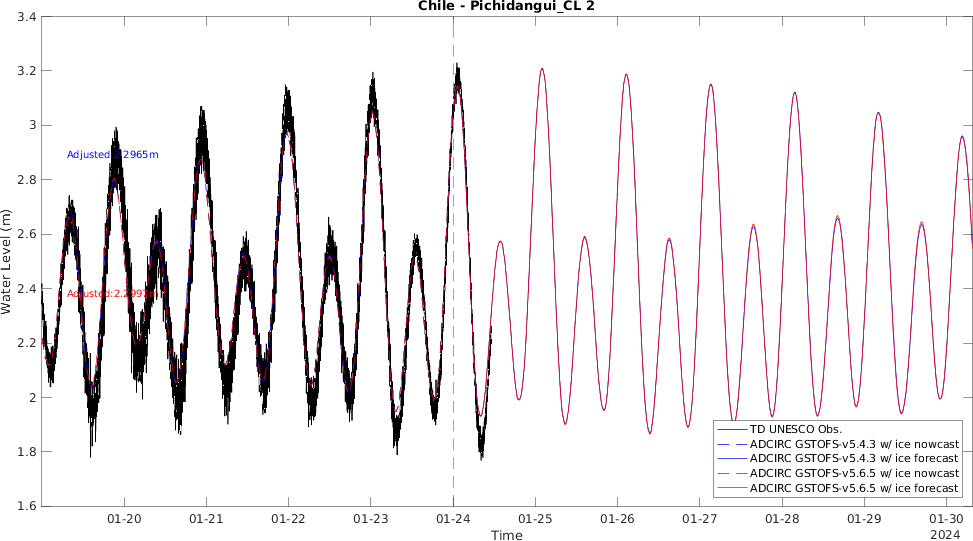 Chile - Pichidangui_CL 2
3.4
3.2
3
2.8
2.6
2.4
2.2
2
1.8
1.6
Water Level (m)
Adjusted: 2965m
Adjusted:2.2
01-20
01-21
01-22
01-23
01-24
01-25
01-26
01-27
01-28
01-29
01-30
2024
Time
TD UNESCO Obs.
ADCIRC GSTOFS-v5.4.3 w/ ice nowcast
ADCIRC GSTOFS-v5.4.3 w/ ice forecast
ADCIRC GSTOFS-v5.6.5 w/ ice nowcast
ADCIRC GSTOFS-v5.6.5 w/ ice forecast